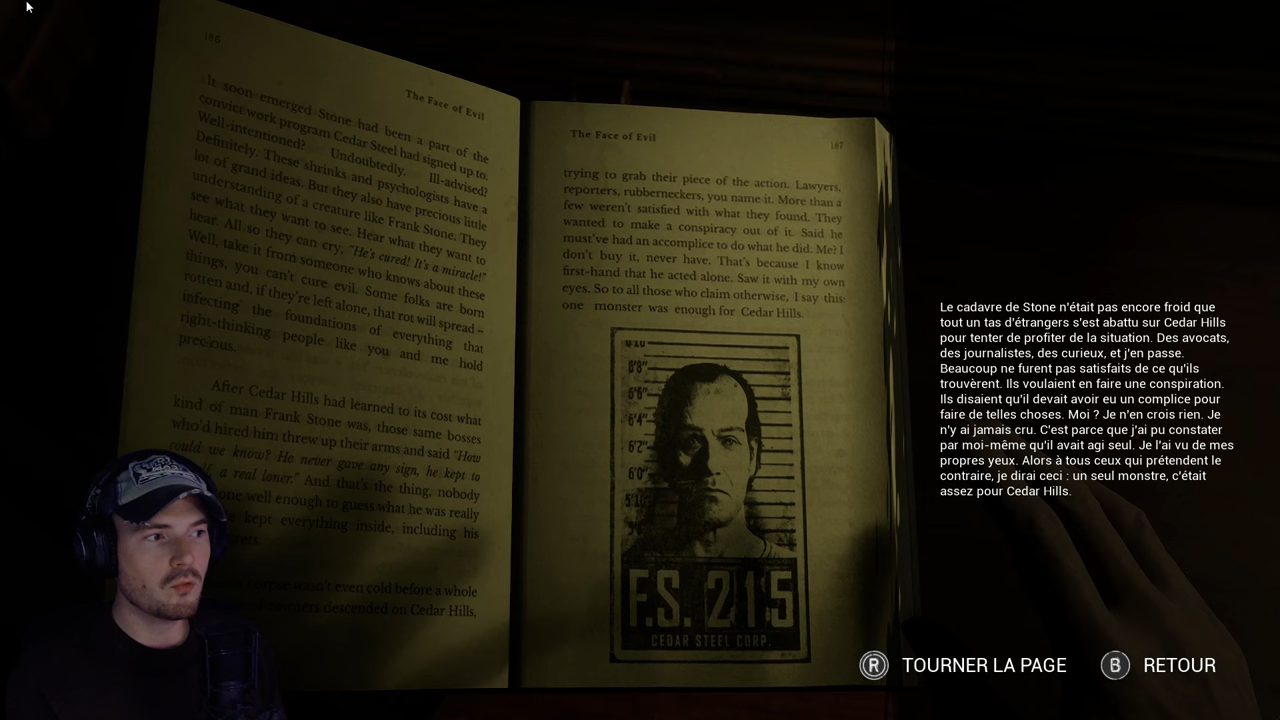 186
The Face of Evil
It soon emerged Stone had been a part of the
convict work program Cedar Steel had signed up to.
Well-intentioned? Undoubtedly. Ill-advised?
Definitely. These shrinks and psychologists have a
lot of grand ideas. But they also have precious little
understanding of a creature like Frank Stone. They
see what they want to see. Hear what they want to
hear. All so they can cry, "He's cured! It's a miracle!"
Well, take it from someone who knows about these
things, you can't cure evil. Some folks are born
rotten and, if they're left alone, that rot will spread –
infecting the foundations of everything that
right-thinking people like you and me hold
precious.
After Cedar Hills had learned to its cost what
kind of man Frank Stone was, those same bosses
who'd hired him threw up their arms and said "How
could we know? He never gave any sign, he kept to
a real loner." And that's the thing, nobody
one well enough to guess what he was really
kept everything inside, including his
corpse wasn't even cold before a whole
descended on Cedar Hills,
The Face of Evil
187
trying to grab their piece of the action. Lawyers,
reporters, rubberneckers, you name it. More than a
few weren't satisfied with what they found. They
wanted to make a conspiracy out of it. Said he
must've had an accomplice to do what he did. Me? I
don't buy it, never have. That's because I know
first-hand that he acted alone. Saw it with my own
eyes. So to all those who claim otherwise, I say this:
one monster was enough for Cedar Hills.
6'8"
6'6"
6'4"
6'2"
6'0"
5'10"
F.S. 215
CEDAR STEEL CORP.
Le cadavre de Stone n'était pas encore froid que
tout un tas d'étrangers s'est abattu sur Cedar Hills
pour tenter de profiter de la situation. Des avocats,
des journalistes, des curieux, et j'en passe.
Beaucoup ne furent pas satisfaits de ce qu'ils
trouvèrent. Ils voulaient en faire une conspiration.
Ils disaient qu'il devait avoir eu un complice pour
faire de telles choses. Moi ? Je n'en crois rien. Je
n'y ai jamais cru. C'est parce que j'ai pu constater
par moi-même qu'il avait agi seul. Je l'ai vu de mes
propres yeux. Alors à tous ceux qui prétendent le
contraire, je dirai ceci : un seul monstre, c'était
assez pour Cedar Hills.
R TOURNER LA PAGE B RETOUR